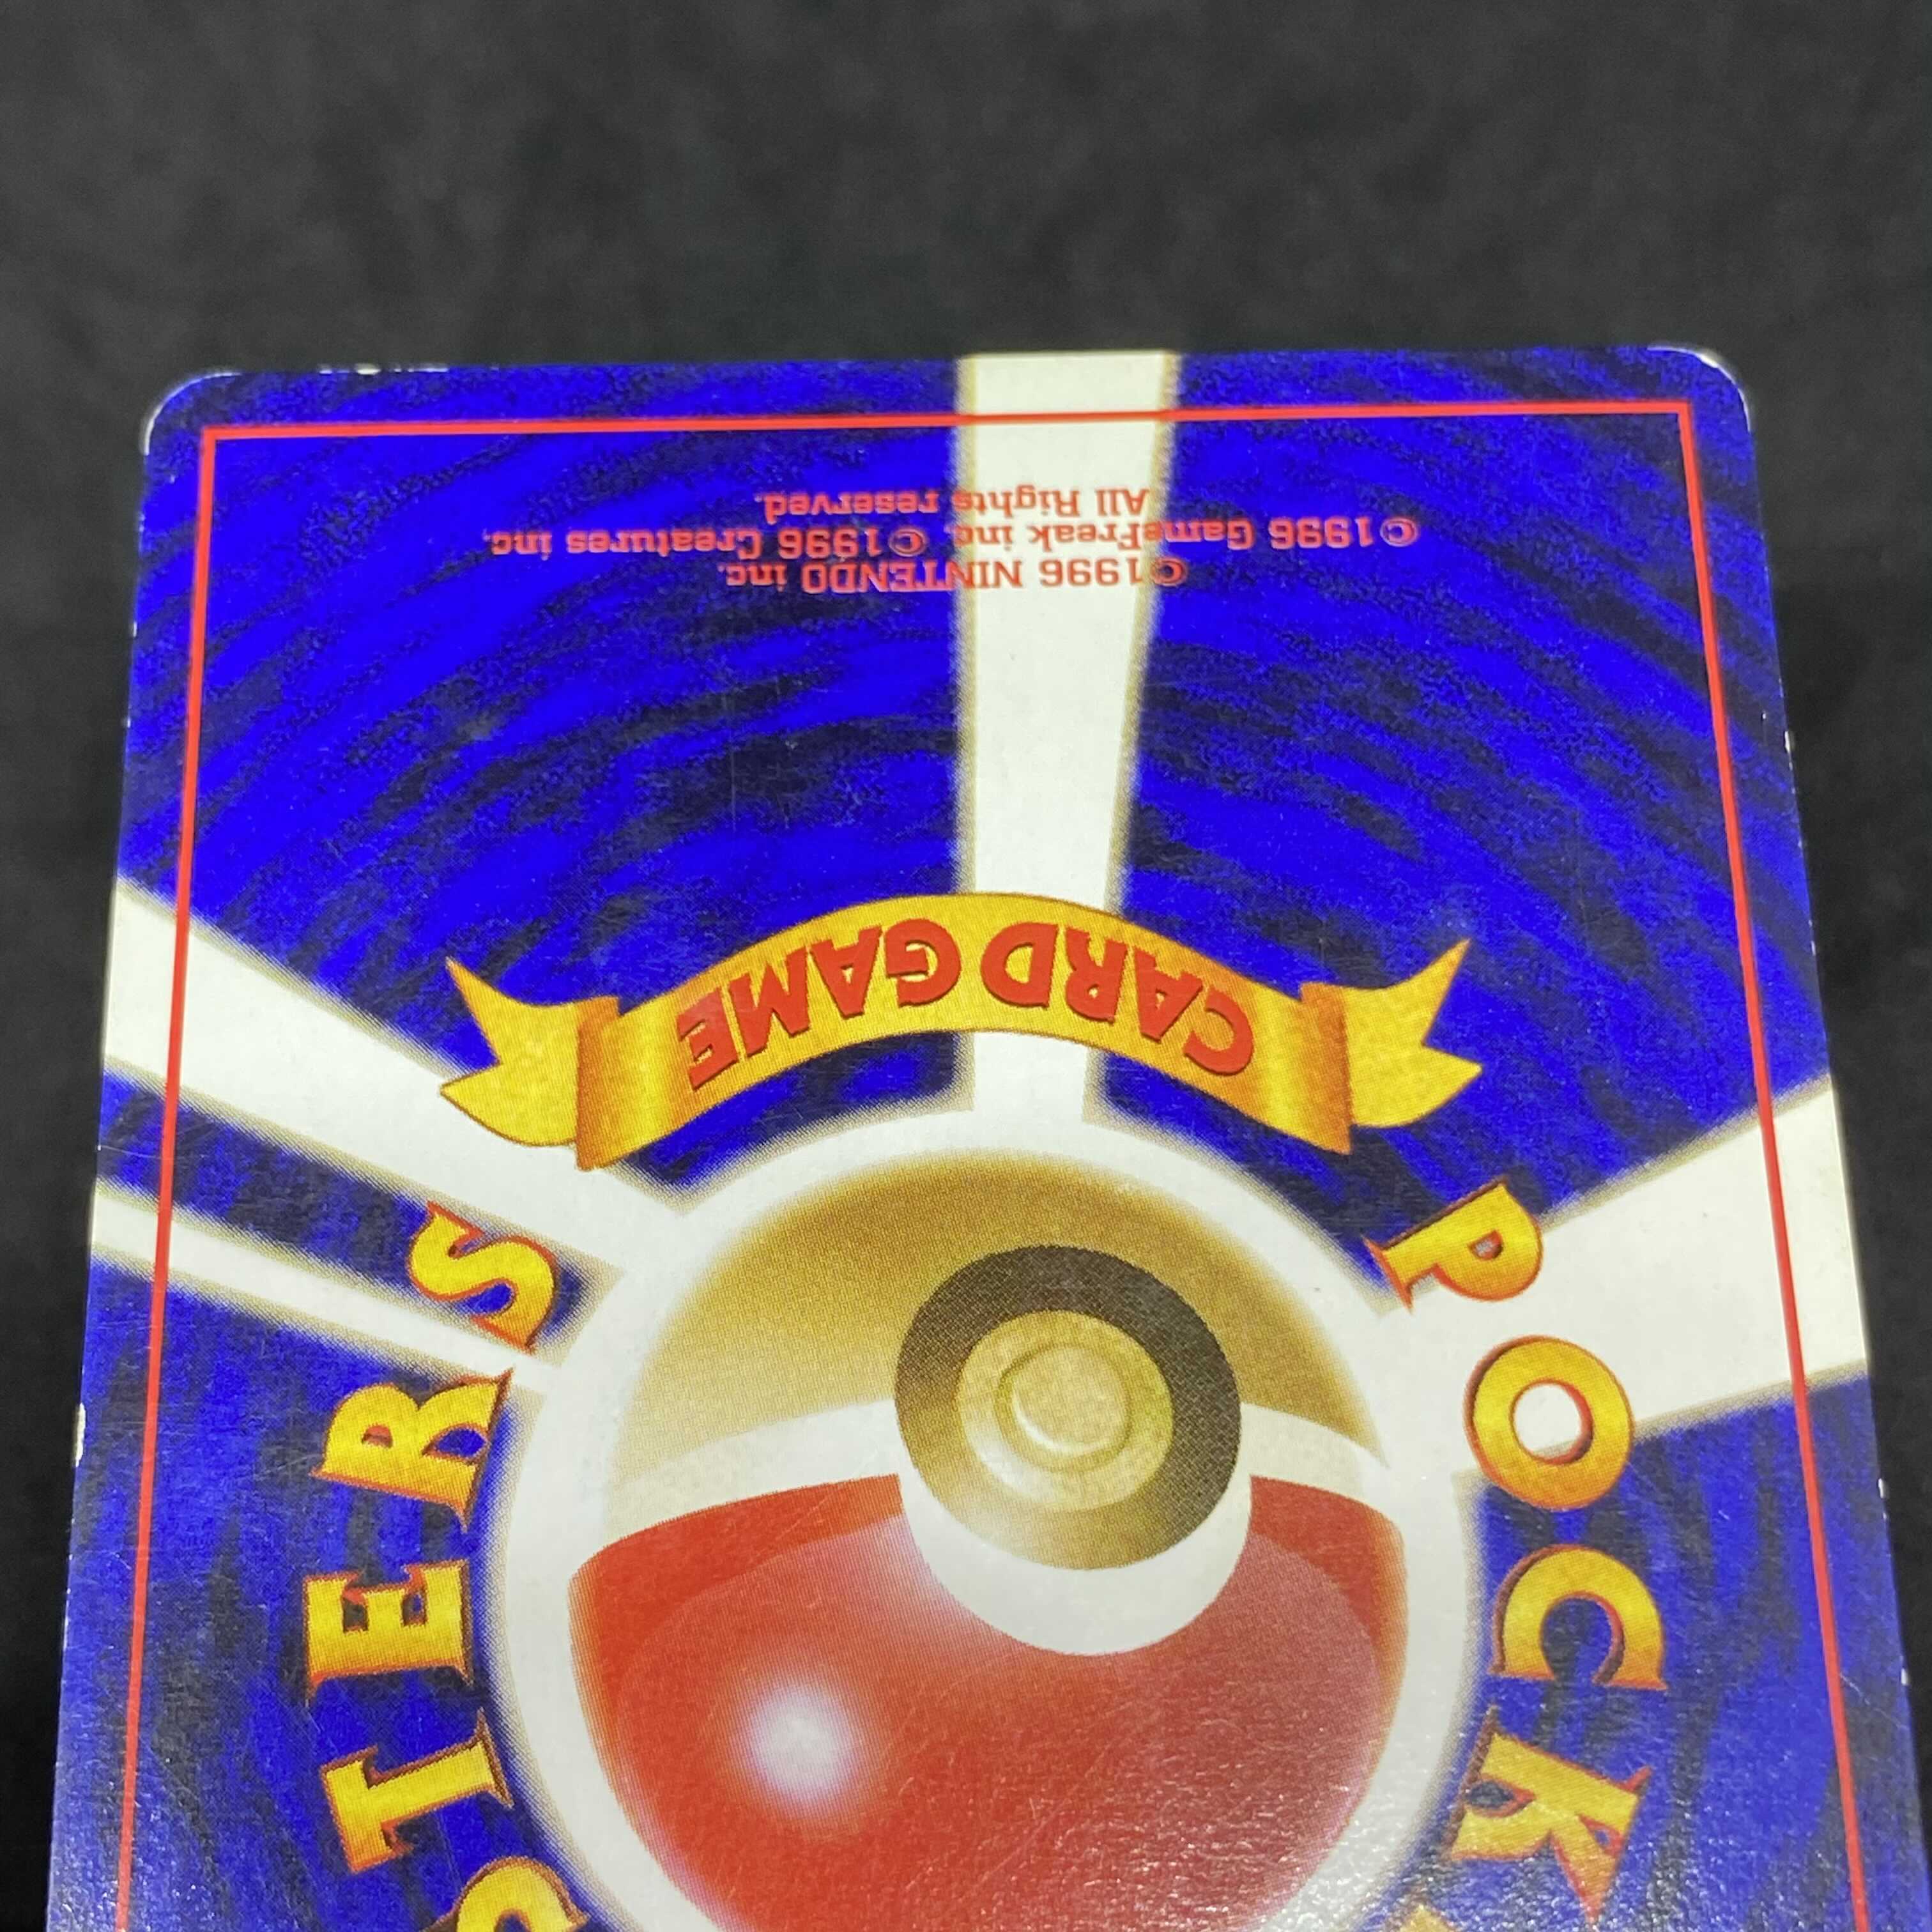 POCK
STERS
CARD GAME
©1996 NINTENDO inc.
©1996 GameFreak inc. ©1996 Creatures inc.
All Rights reserved.